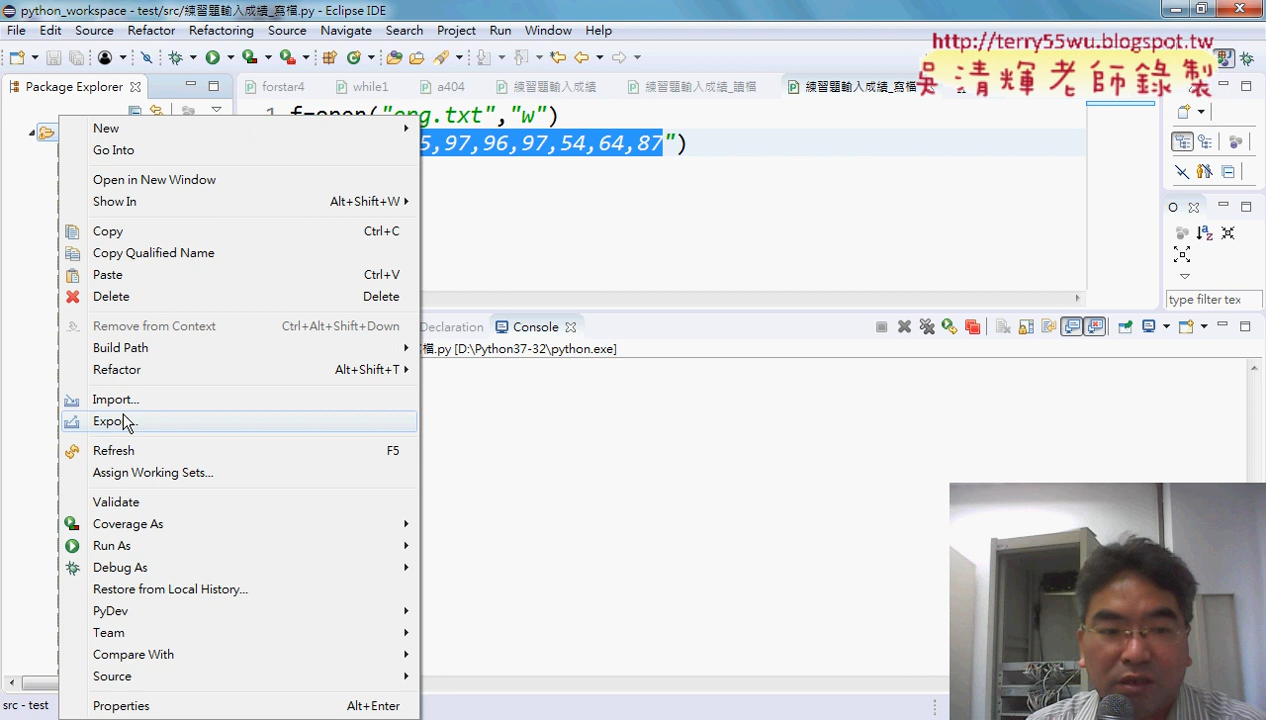 python_workspace - test/src/練習題輸入成績_寫檔.py - Eclipse IDE
File Edit Source Refactor Refactoring Source Navigate Search Project Run Window Help
http://terry55wu.blogspot.tw
吳清輝老師錄製
Package Explorer
forstar4 while1 a404 練習題輸入成績 練習題輸入成績_讀檔 練習題輸入成績_寫檔
1 f=open("eng.txt","w")
5,97,96,97,54,64,87")
New
Go Into
Open in New Window
Show In Alt+Shift+W
Copy Ctrl+C
Copy Qualified Name
Paste Ctrl+V
Delete Delete
Remove from Context Ctrl+Alt+Shift+Down
Build Path
Refactor Alt+Shift+T
Import...
Export...
Refresh F5
Assign Working Sets...
Validate
Coverage As
Run As
Debug As
Restore from Local History...
PyDev
Team
Compare With
Source
Properties Alt+Enter
Declaration Console
檔.py [D:\Python37-32\python.exe]
O
type filter tex
src - test